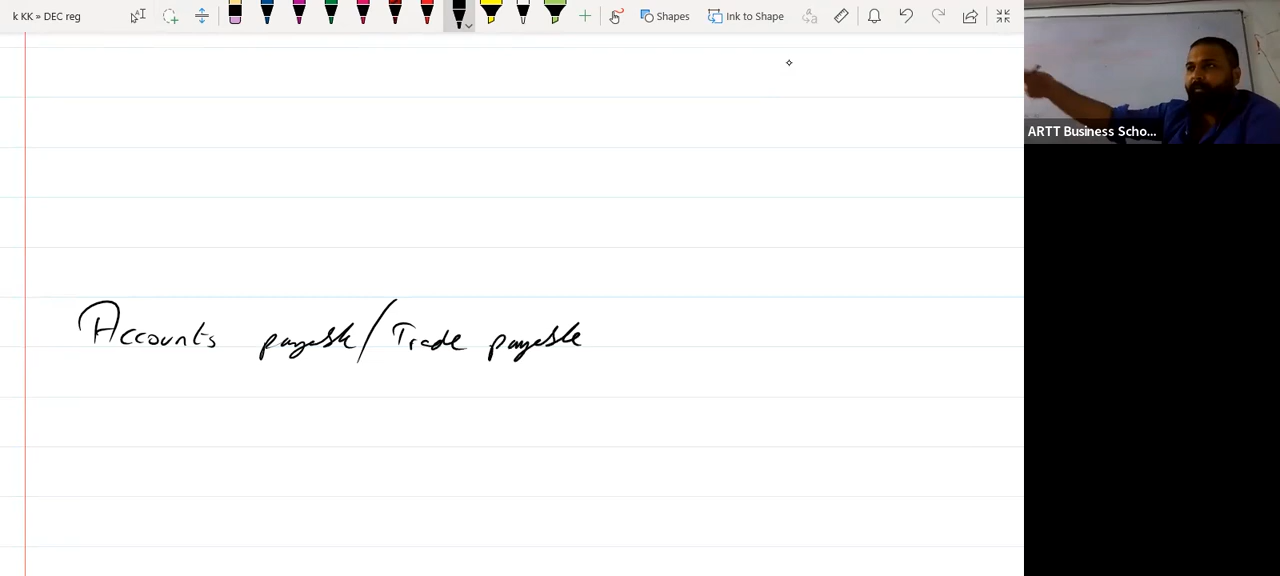 k KK » DEC reg
Shapes
Ink to Shape
ARTT Business Scho...
Accounts payable/Trade payable